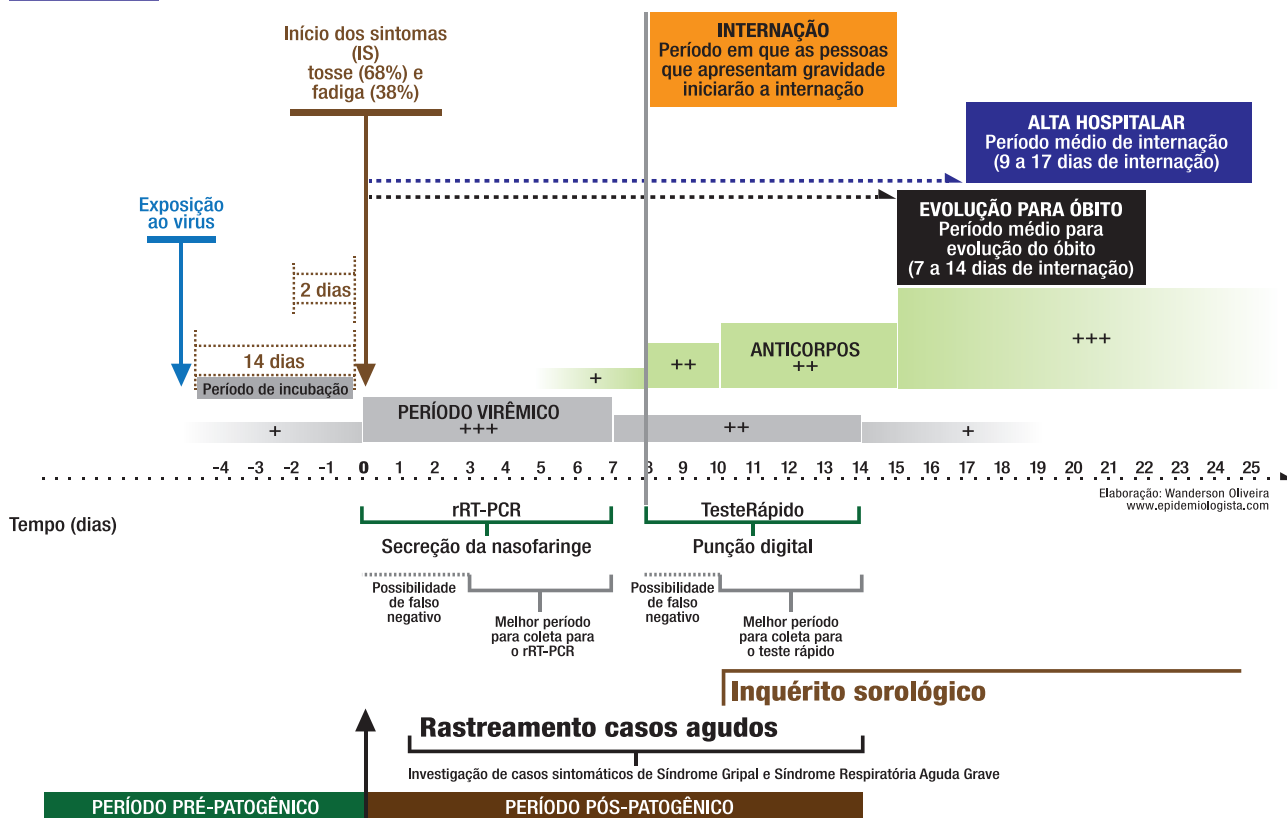 Início dos sintomas
(IS)
tosse (68%) e
fadiga (38%)
INTERNAÇÃO
Período em que as pessoas
que apresentam gravidade
iniciarão a internação
ALTA HOSPITALAR
Período médio de internação
(9 a 17 dias de internação)
Exposição
ao vírus
EVOLUÇÃO PARA ÓBITO
Período médio para
evolução do óbito
(7 a 14 dias de internação)
2 dias
14 dias
Período de incubação
+
++
ANTICORPOS
++
+++
+
PERÍODO VIRÊMICO
+++
++
+
-4 -3 -2 -1 0 1 2 3 4 5 6 7 8 9 10 11 12 13 14 15 16 17 18 19 20 21 22 23 24 25
Elaboração: Wanderson Oliveira
www.epidemiologista.com
Tempo (dias)
rRT-PCR
Secreção da nasofaringe
Possibilidade
de falso
negativo
Melhor período
para coleta para
o rRT-PCR
TesteRápido
Punção digital
Possibilidade
de falso
negativo
Melhor período
para coleta para
o teste rápido
Inquérito sorológico
Rastreamento casos agudos
Investigação de casos sintomáticos de Síndrome Gripal e Síndrome Respiratória Aguda Grave
PERÍODO PRÉ-PATOGÊNICO
PERÍODO PÓS-PATOGÊNICO